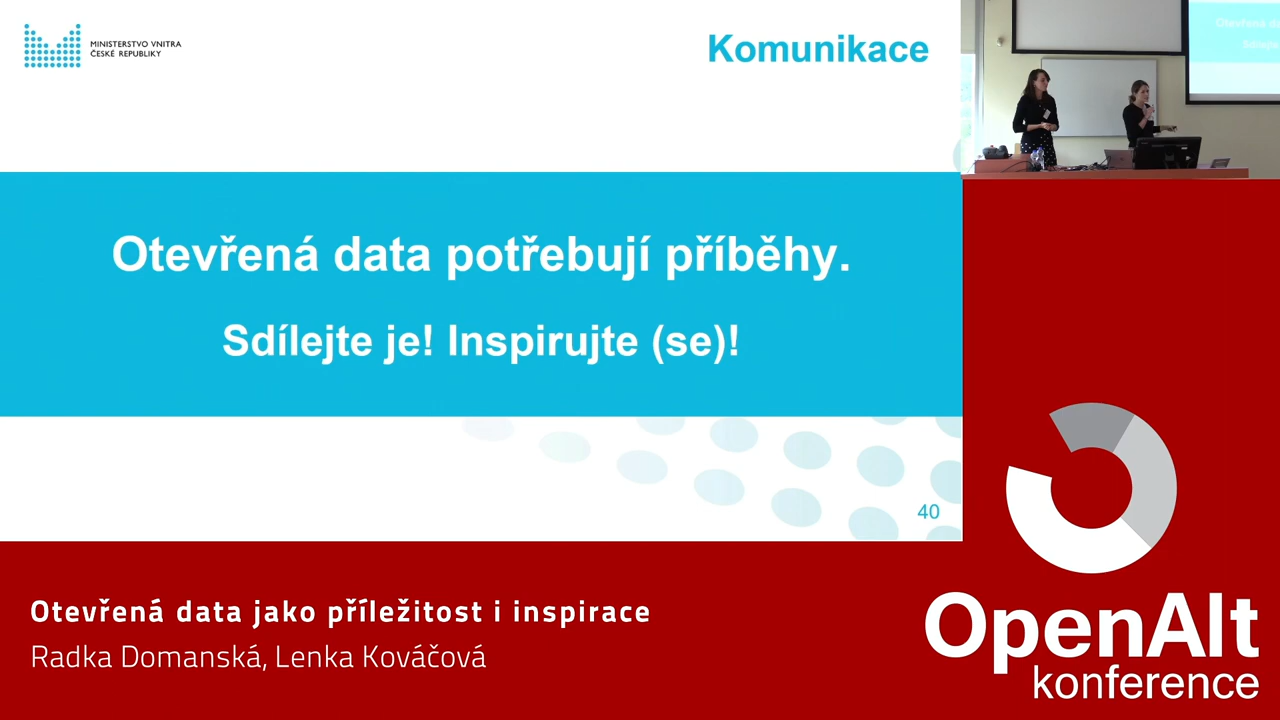 MINISTERSTVO VNITRA
ČESKÉ REPUBLIKY
Komunikace
Otevřená data potřebují příběhy.
Sdílejte je! Inspirujte (se)!
40
Otevřená data jako příležitost i inspirace
Radka Domanská, Lenka Kováčová
OpenAlt
konference